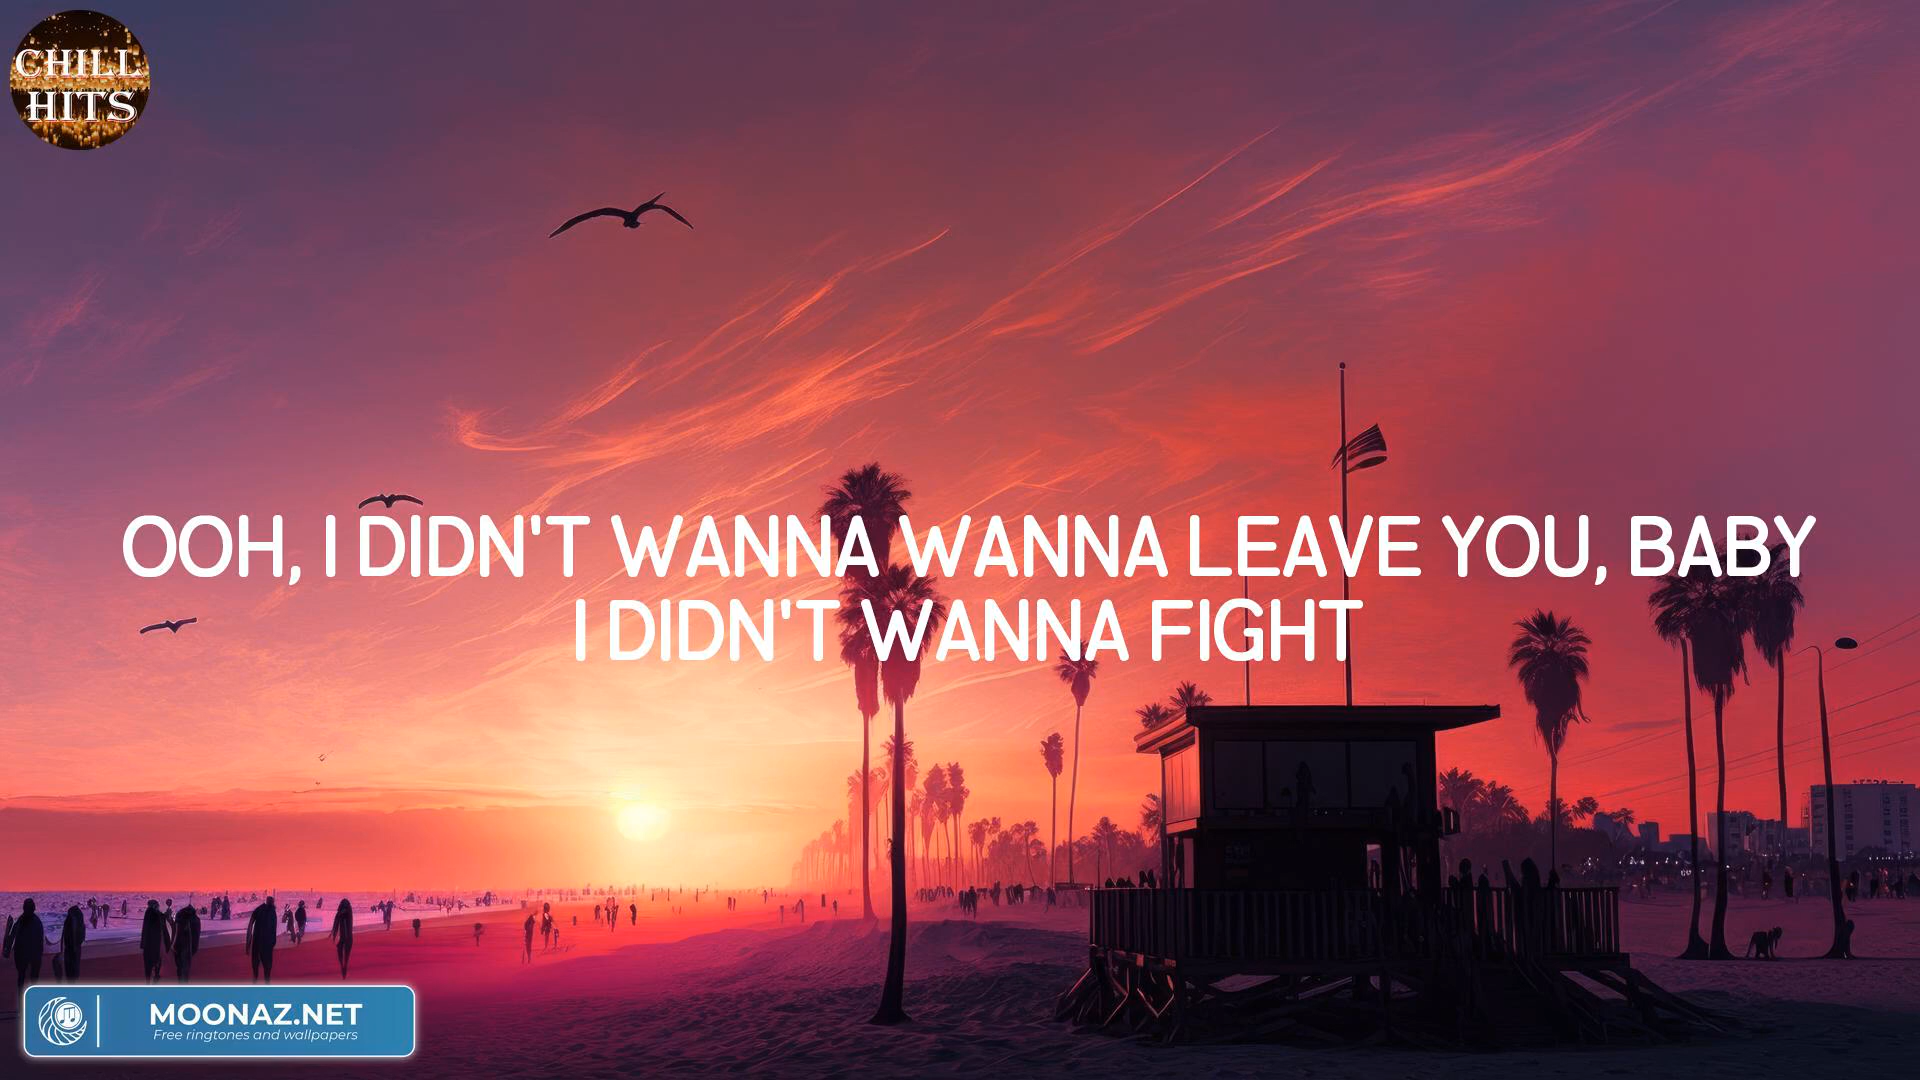 CHILL
HITS
OOH, I DIDN'T WANNA WANNA LEAVE YOU, BABY
I DIDN'T WANNA FIGHT
MOONAZ.NET
Free ringtones and wallpapers